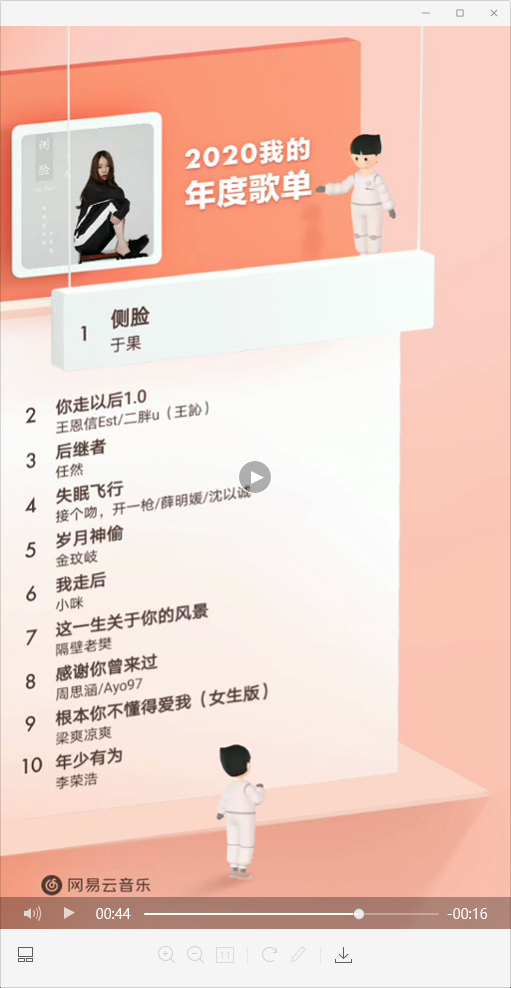 侧
脸
2020我的
年度歌单
1
侧脸
于果
2
你走以后1.0
王恩信Est/二胖u（王訫）
3
后继者
任然
4
失眠飞行
接个吻，开一枪/薛明媛/沈以诚
5
岁月神偷
金玟岐
6
我走后
小咪
7
这一生关于你的风景
隔壁老樊
8
感谢你曾来过
周思涵/Ayo97
9
根本你不懂得爱我（女生版）
梁爽凉爽
10
年少有为
李荣浩
网易云音乐
00:44
-00:16
1:1